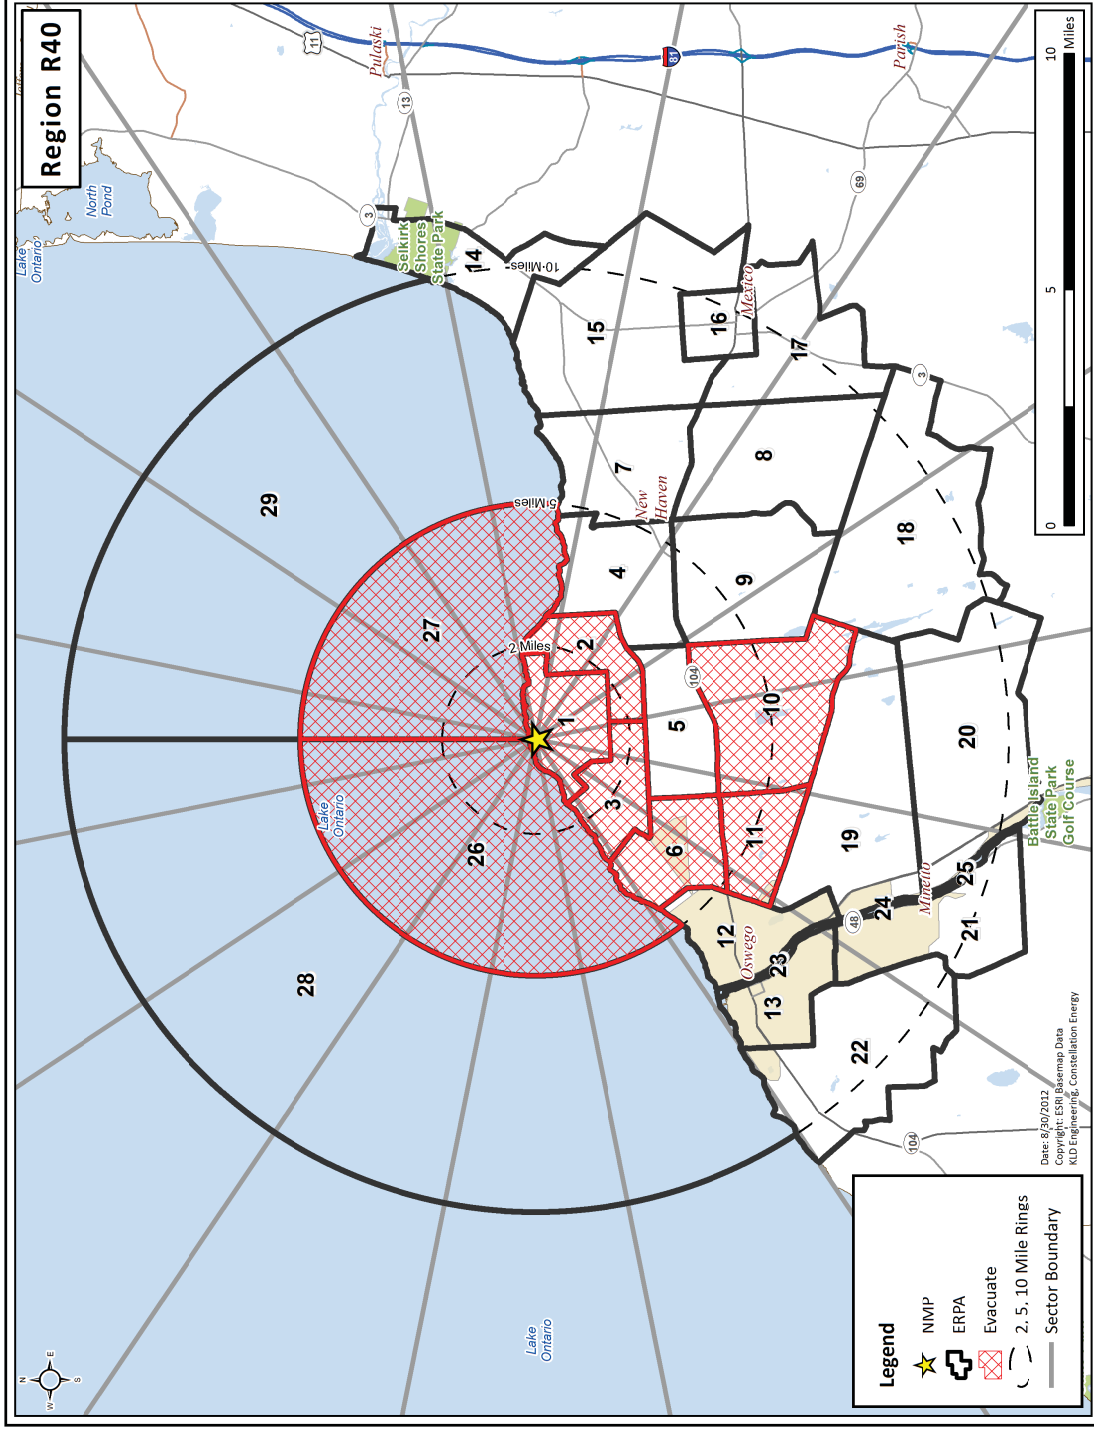 Region R40
Jefferson
11
Pulaski
13
North
Pond
Lake
Ontario
3
Selkirk
Shores
State Park
14
10 Miles
81
Parish
69
15
16
Mexico
17
3
29
5 Miles
7
New
Haven
8
18
4
9
27
2 Miles
2
104
10
1
5
20
Lake
Ontario
26
3
6
11
19
Battle Island
State Park
Golf Course
28
12
Oswego
23
13
48
24
Minetto
25
21
22
104
Lake
Ontario
N
W
E
S
0
5
10
Miles
Date: 8/30/2012
Copyright: ESRI Basemap Data
KLD Engineering, Constellation Energy
Legend
NMP
ERPA
Evacuate
2, 5, 10 Mile Rings
Sector Boundary